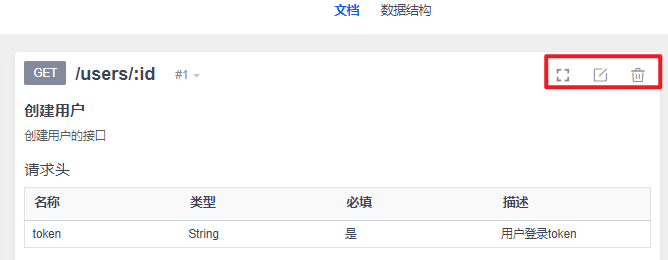 文档 数据结构
GET /users/:id #1
创建用户
创建用户的接口
请求头
名称 类型 必填 描述
token String 是 用户登录token